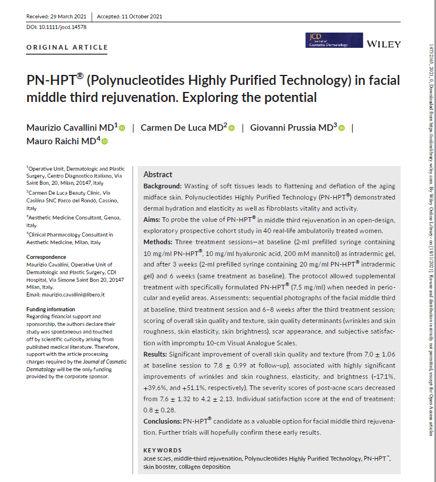 Received: 29 March 2021 | Accepted: 11 October 2021
DOI: 10.1111/jocd.14578
ORIGINAL ARTICLE
JCD
Journal of
Cosmetic Dermatology
WILEY
PN-HPT® (Polynucleotides Highly Purified Technology) in facial
middle third rejuvenation. Exploring the potential
Maurizio Cavallini MD1 | Carmen De Luca MD2 | Giovanni Prussia MD3 |
Mauro Raichi MD4
1Operative Unit, Dermatology and Plastic
Surgery, Centro Diagnostico Italiano, Via
Saint Bon, 20, Milan, 20147, Italy
2Carmen De Luca Beauty Clinic, Via
Casilina SNC Parco del Rondò, Cassino,
Italy
3Aesthetic Medicine Consultant, Genoa,
Italy
4Clinical Pharmacology Consultant in
Aesthetic Medicine, Milan, Italy
Correspondence
Maurizio Cavallini, Operative Unit of
Dermatology and Plastic Surgery, CDI
Hospital, Via Simone Saint Bon, 20 20147
Milan, Italy.
Email: maurizio.cavallini@libero.it
Funding information
Regarding financial support and
sponsorship, the authors declare their
study was spontaneous and touched
off by scientific curiosity arising from
published medical literature. Therefore,
support with the article processing
charges required by the Journal of Cosmetic
Dermatology will be the only funding
provided by the corporate sponsor.
Abstract
Background: Wasting of soft tissues leads to flattening and deflation of the aging
midface skin. Polynucleotides Highly Purified Technology (PN-HPT®) demonstrated
dermal hydration and elasticity as well as fibroblasts vitality and activity.
Aims: To probe the value of PN-HPT® in middle third rejuvenation in an open-design,
exploratory prospective cohort study in 40 real-life ambulatorily treated women.
Methods: Three treatment sessions—at baseline (2-ml prefilled syringe containing
10 mg/ml PN-HPT®, 10 mg/ml hyaluronic acid, 200 mM mannitol) as intradermic gel,
and after 3 weeks (2-ml prefilled syringe containing 20 mg/ml PN-HPT® intradermic
gel) and 6 weeks (same treatment as baseline). The protocol allowed supplemental
treatment with specifically formulated PN-HPT® (7.5 mg/ml) when needed in perio-
cular and eyelid areas. Assessments: sequential photographs of the facial middle third
at baseline, third treatment session and 6–8 weeks after the third treatment session;
scoring of overall skin quality and texture, skin quality determinants (wrinkles and skin
roughness, skin elasticity, skin brightness), scar appearance, and subjective satisfac-
tion with impromptu 10-cm Visual Analogue Scales.
Results: Significant improvement of overall skin quality and texture (from 7.0 ± 1.06
at baseline session to 7.8 ± 0.99 at follow-up), associated with highly significant
improvements of wrinkles and skin roughness, elasticity, and brightness (−17.1%,
+39.6%, and +51.1%, respectively). The severity scores of post-acne scars decreased
from 7.6 ± 1.32 to 4.2 ± 2.13. Individual satisfaction score at the end of treatment:
0.8 ± 0.28.
Conclusions: PN-HPT® candidate as a valuable option for facial middle third rejuvena-
tion. Further trials will hopefully confirm these early results.
KEYWORDS
acne scars, middle-third rejuvenation, Polynucleotides Highly Purified Technology, PN-HPT™,
skin booster, collagen deposition